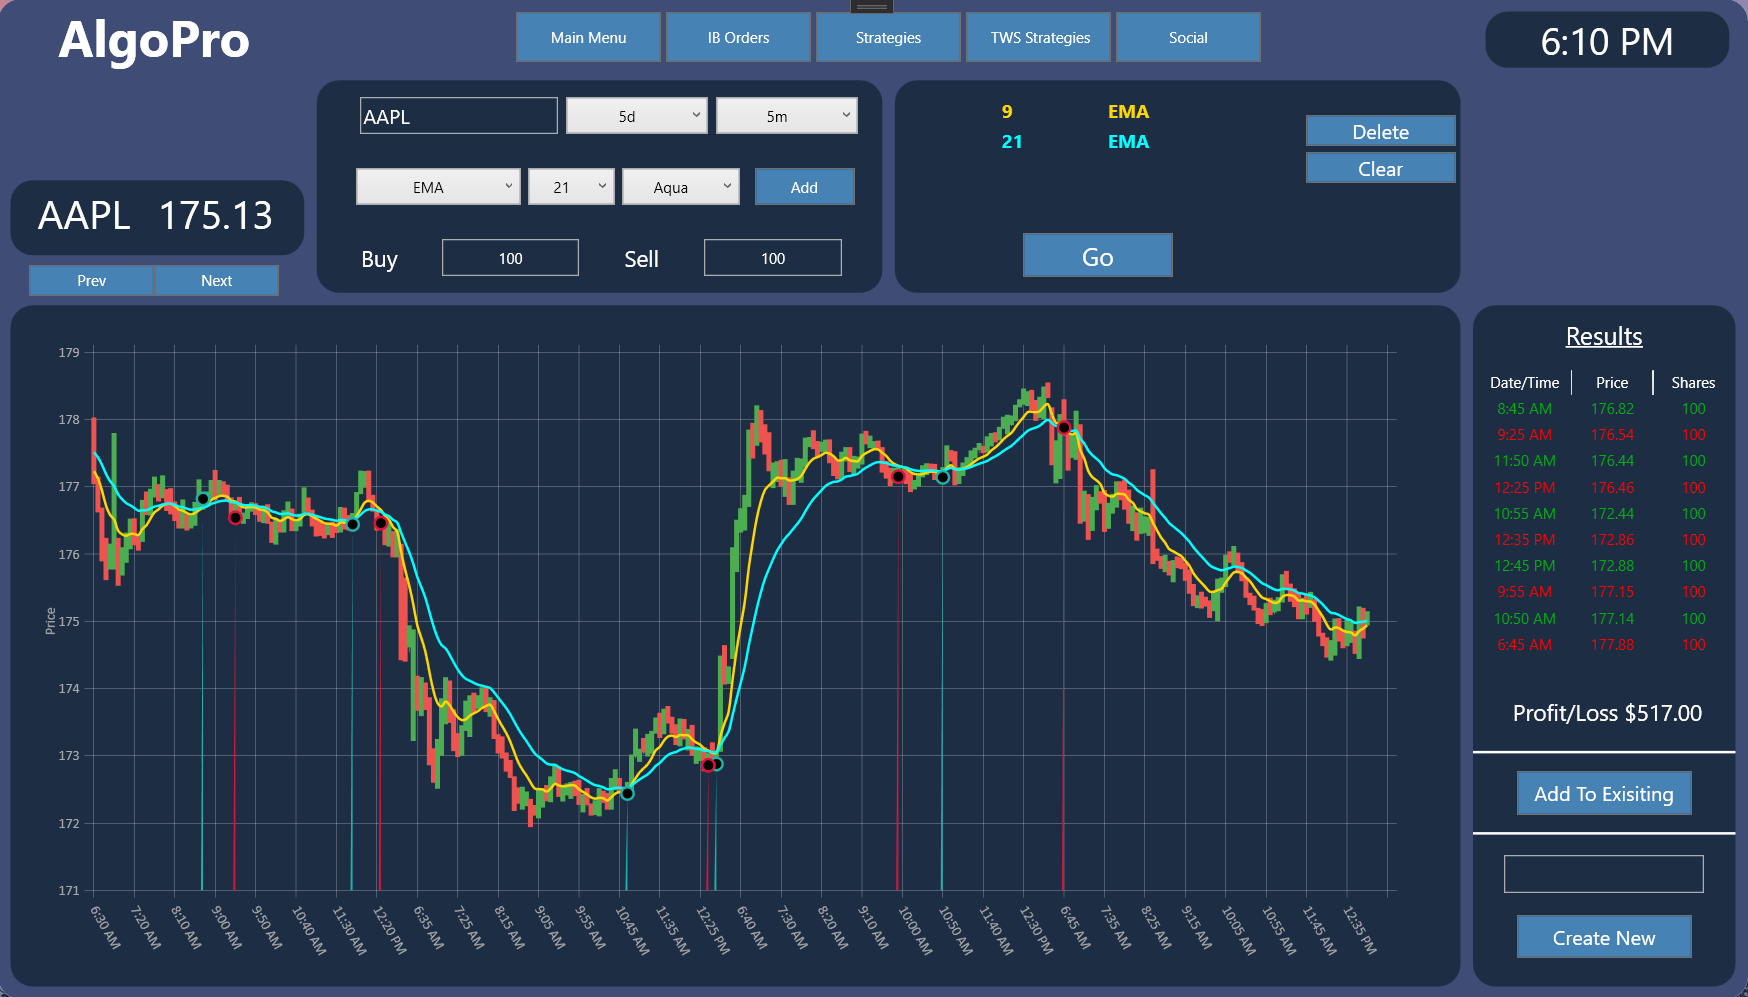 AlgoPro
Main Menu
IB Orders
Strategies
TWS Strategies
Social
6:10 PM
AAPL
5d
5m
EMA
21
Aqua
Add
Buy
100
Sell
100
9 EMA
21 EMA
Delete
Clear
Go
AAPL 175.13
Prev
Next
Price
179
178
177
176
175
174
173
172
171
6:30 AM
7:20 AM
8:10 AM
9:00 AM
9:50 AM
10:40 AM
11:30 AM
12:20 PM
6:35 AM
7:25 AM
8:15 AM
9:05 AM
9:55 AM
10:45 AM
11:35 AM
12:25 PM
6:40 AM
7:30 AM
8:20 AM
9:10 AM
10:00 AM
10:50 AM
11:40 AM
12:30 PM
6:45 AM
7:35 AM
8:25 AM
9:15 AM
10:05 AM
10:55 AM
11:45 AM
12:35 PM
Results
Date/Time Price Shares
8:45 AM 176.82 100
9:25 AM 176.54 100
11:50 AM 176.44 100
12:25 PM 176.46 100
10:55 AM 172.44 100
12:35 PM 172.86 100
12:45 PM 172.88 100
9:55 AM 177.15 100
10:50 AM 177.14 100
6:45 AM 177.88 100
Profit/Loss $517.00
Add To Exisiting
Create New